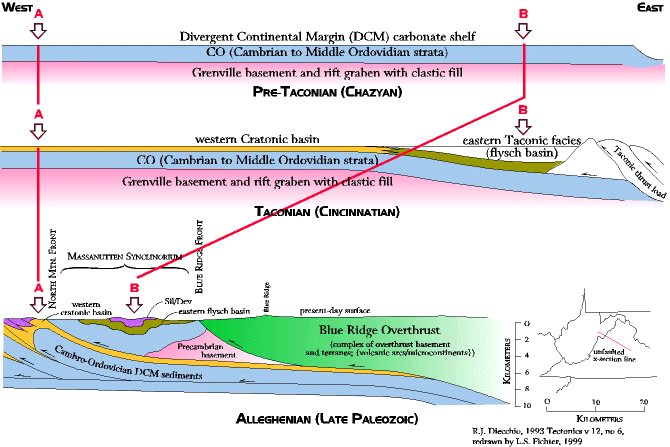 WEST
A
B
EAST
Divergent Continental Margin (DCM) carbonate shelf
CO (Cambrian to Middle Ordovidian strata)
Grenville basement and rift graben with clastic fill
PRE-TACONIAN (CHAZYAN)
A
B
western Cratonic basin
eastern Taconic facies
(flysch basin)
CO (Cambrian to Middle Ordovidian strata)
Taconic thrust load
Grenville basement and rift graben with clastic fill
TACONIAN (CINCINNATIAN)
NORTH MTN. FRONT
MASSANUTTEN SYNCLINORIUM
BLUE RIDGE FRONT
A
B
western
cratonic basin
Sil/Dev
eastern flysch basin
Blue Ridge
present-day surface
Blue Ridge Overthrust
(complex of overthrust basement
and terranes; (volcanic srcs/microcontinents))
Precambrian
basement
Cambro-Ordovician DCM sediments
KILOMETERS
0
2
4
6
8
10
unfaulted
x-section line
0
10
20
KILOMETERS
ALLEGHENIAN (LATE PALEOZOIC)
R.J. Diecchio, 1993 Tectonics v 12, no 6,
redrawn by L.S. Fichter, 1999